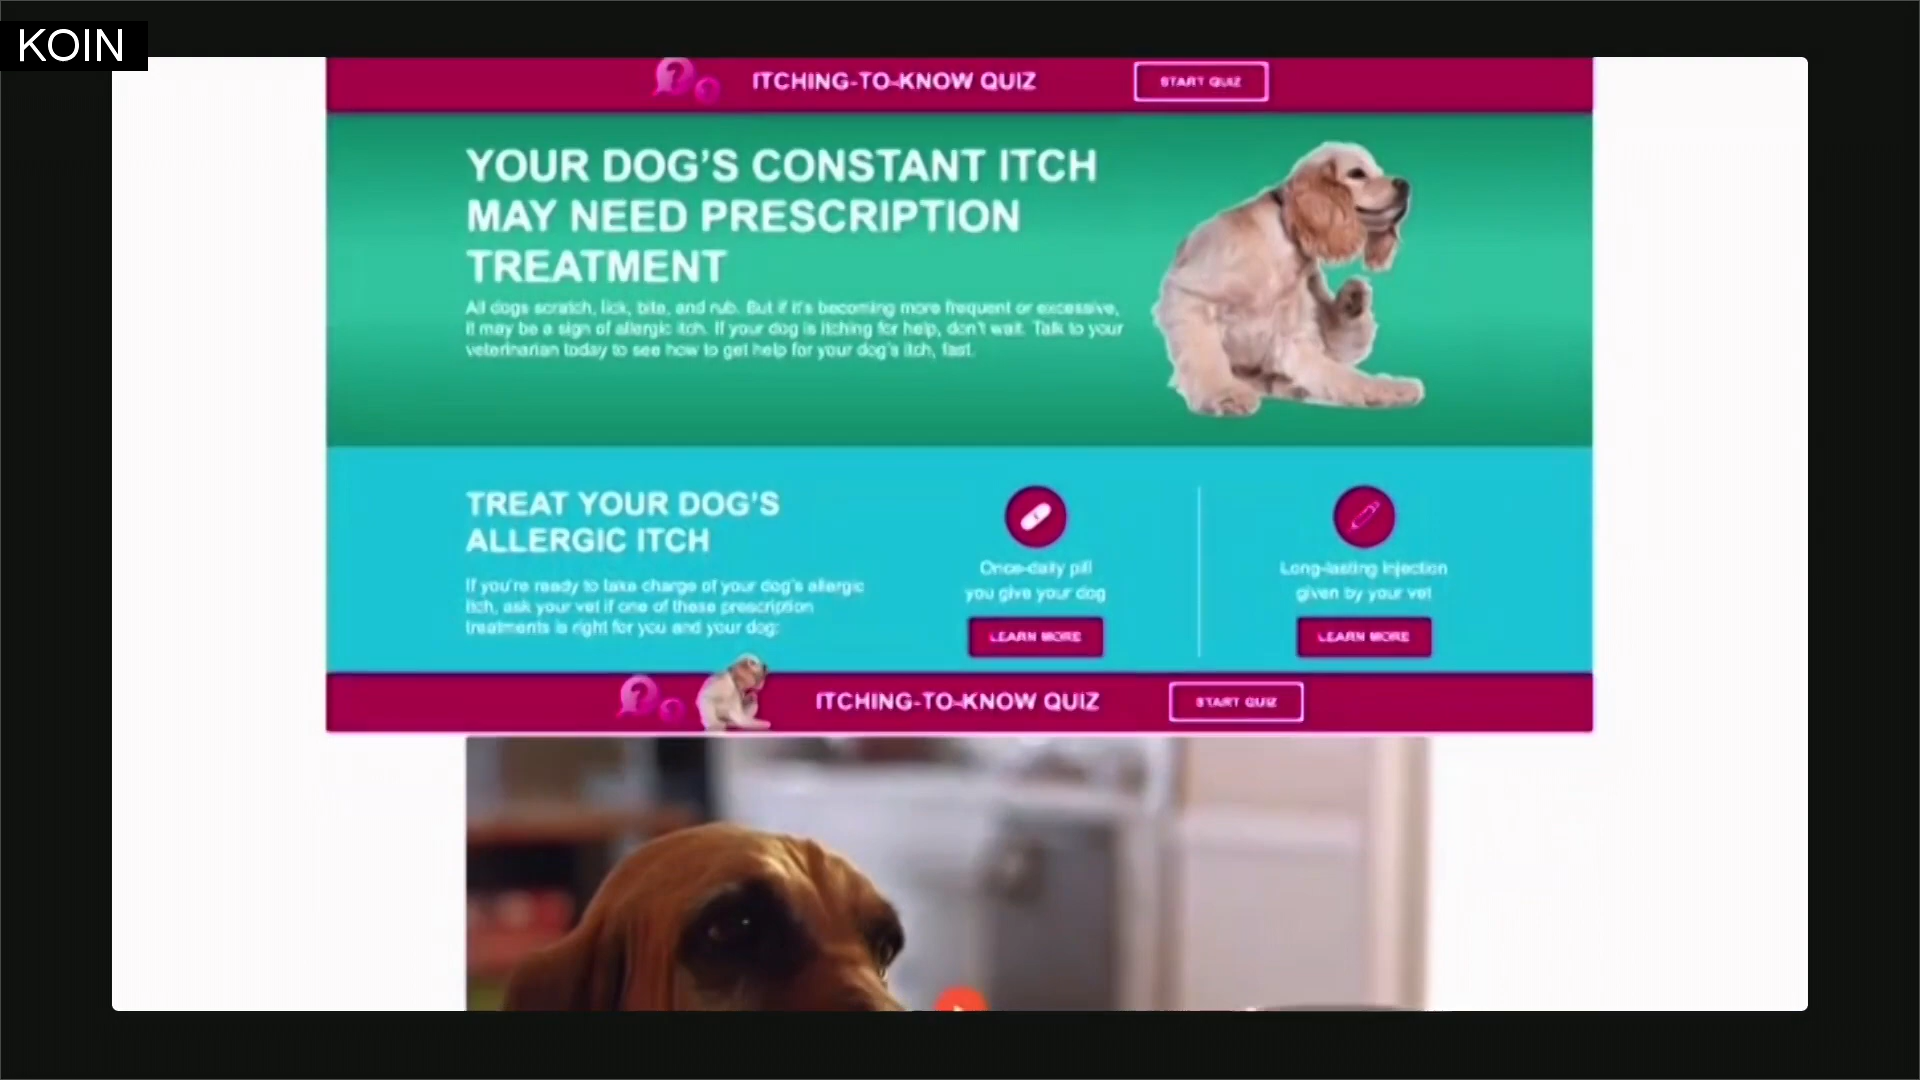 KOIN
ITCHING-TO-KNOW QUIZ
START QUIZ
YOUR DOG'S CONSTANT ITCH
MAY NEED PRESCRIPTION
TREATMENT
All dogs scratch, lick, bite, and rub. But if it's becoming more frequent or excessive,
it may be a sign of allergic itch. If your dog is itching for help, don't wait. Talk to your
veterinarian today to see how to get help for your dog's itch, fast.
TREAT YOUR DOG'S
ALLERGIC ITCH
If you're ready to take charge of your dog's allergic
itch, ask your vet if one of these prescription
treatments is right for you and your dog:
Once-daily pill
you give your dog
LEARN MORE
Long-lasting injection
given by your vet
LEARN MORE
ITCHING-TO-KNOW QUIZ
START QUIZ